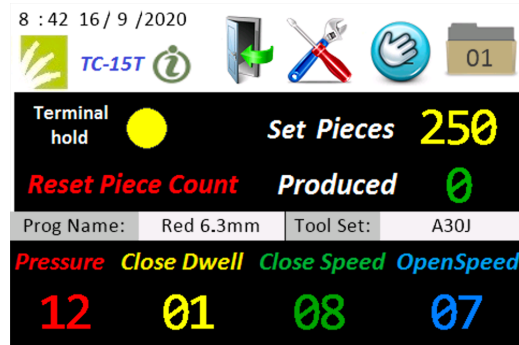 8 : 42 16/ 9 /2020
TC-15T
01
Terminal hold
Set Pieces 250
Reset Piece Count Produced 0
Prog Name: Red 6.3mm Tool Set: A30J
Pressure Close Dwell Close Speed OpenSpeed
12 01 08 07